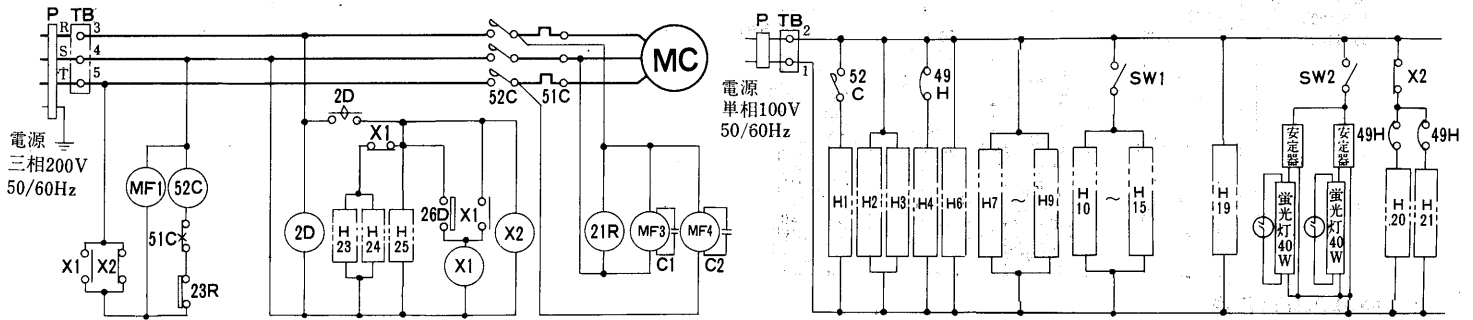 P TB
R 3
S 4
T 5
電源
三相200V
50/60Hz
MF1
52C
51C
X1 X2
23R
52C
51C
MC
2D
X1
2D
H 23
H 24
H 25
26D
X1
X1
X2
21R
MF3
C1
MF4
C2
P TB
2
1
電源
単相100V
50/60Hz
52 C
49 H
SW1
SW2
X2
H1
H2
H3
H4
H6
H7
~
H9
H 10
~
H 15
H 19
安定器
安定器
蛍光灯40W
蛍光灯40W
49H
49H
H 20
H 21